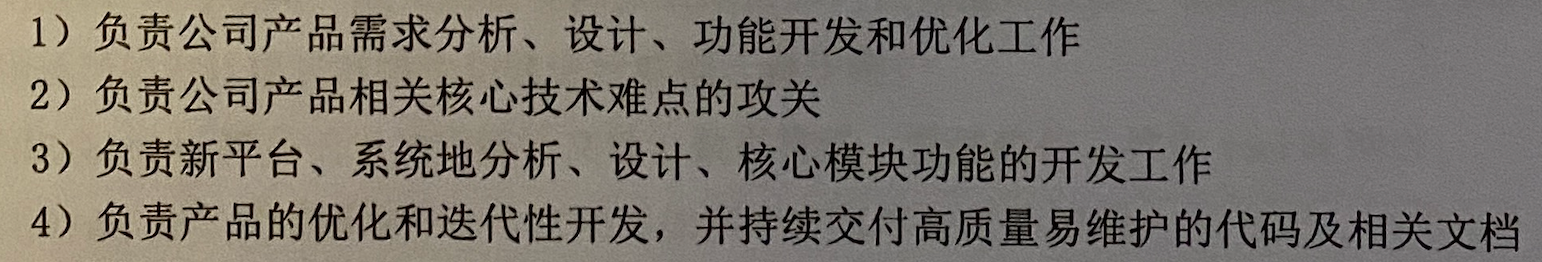 1）负责公司产品需求分析、设计、功能开发和优化工作
2）负责公司产品相关核心技术难点的攻关
3）负责新平台、系统地分析、设计、核心模块功能的开发工作
4）负责产品的优化和迭代性开发，并持续交付高质量易维护的代码及相关文档